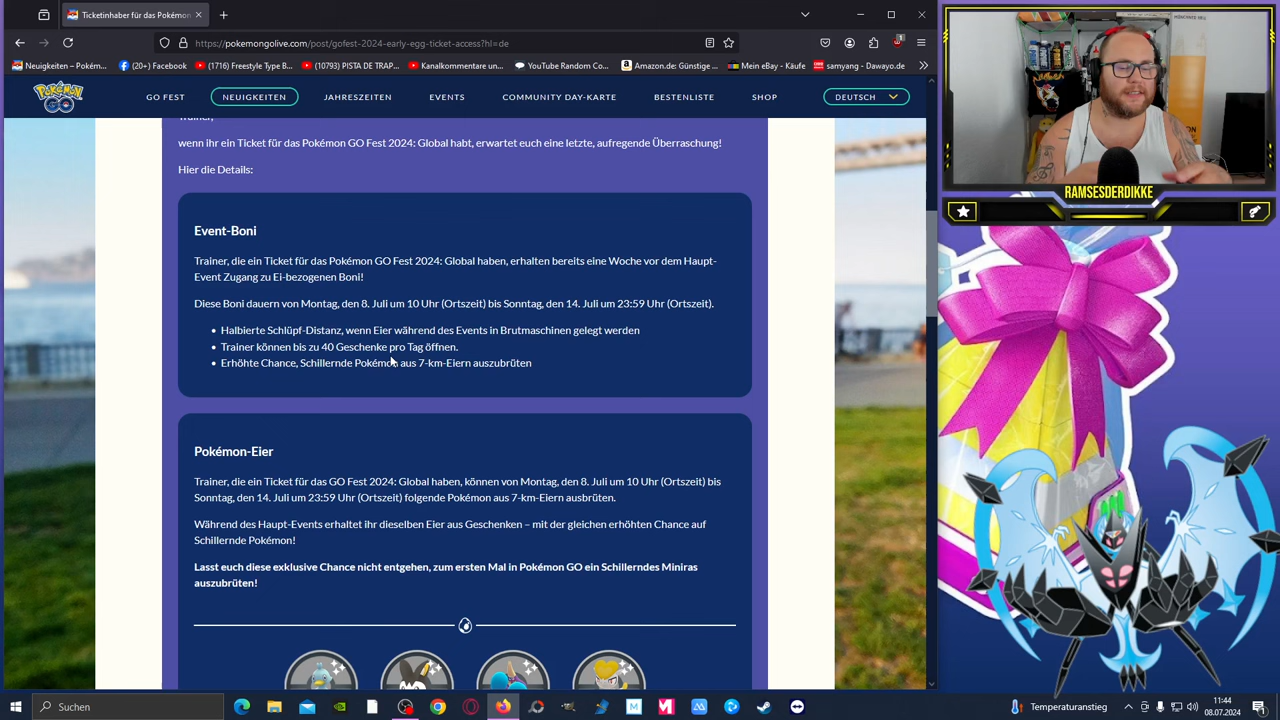 Ticketinhaber für das Pokémon
https://pokemongolive.com/post/gofest-2024-early-egg-ticket-access?hl=de
Neuigkeiten – Pokém...
(20+) Facebook
(1716) Freestyle Type B...
(10793) PISTA DE TRAP...
Kanalkommentare un...
YouTube Random Co...
Amazon.de: Günstige ...
Mein eBay - Käufe
samyang - Dawayo.de
POKÉMON GO
GO FEST
NEUIGKEITEN
JAHRESZEITEN
EVENTS
COMMUNITY DAY-KARTE
BESTENLISTE
SHOP
DEUTSCH
Trainer,
wenn ihr ein Ticket für das Pokémon GO Fest 2024: Global habt, erwartet euch eine letzte, aufregende Überraschung!
Hier die Details:
Event-Boni
Trainer, die ein Ticket für das Pokémon GO Fest 2024: Global haben, erhalten bereits eine Woche vor dem Haupt-
Event Zugang zu Ei-bezogenen Boni!
Diese Boni dauern von Montag, den 8. Juli um 10 Uhr (Ortszeit) bis Sonntag, den 14. Juli um 23:59 Uhr (Ortszeit).
• Halbierte Schlüpf-Distanz, wenn Eier während des Events in Brutmaschinen gelegt werden
• Trainer können bis zu 40 Geschenke pro Tag öffnen.
• Erhöhte Chance, Schillernde Pokémon aus 7-km-Eiern auszubrüten
Pokémon-Eier
Trainer, die ein Ticket für das GO Fest 2024: Global haben, können von Montag, den 8. Juli um 10 Uhr (Ortszeit) bis
Sonntag, den 14. Juli um 23:59 Uhr (Ortszeit) folgende Pokémon aus 7-km-Eiern ausbrüten.
Während des Haupt-Events erhaltet ihr dieselben Eier aus Geschenken – mit der gleichen erhöhten Chance auf
Schillernde Pokémon!
Lasst euch diese exklusive Chance nicht entgehen, zum ersten Mal in Pokémon GO ein Schillerndes Miniras
auszubrüten!
RAMSESDERDIKKE
Suchen
Temperaturanstieg
11:44
08.07.2024